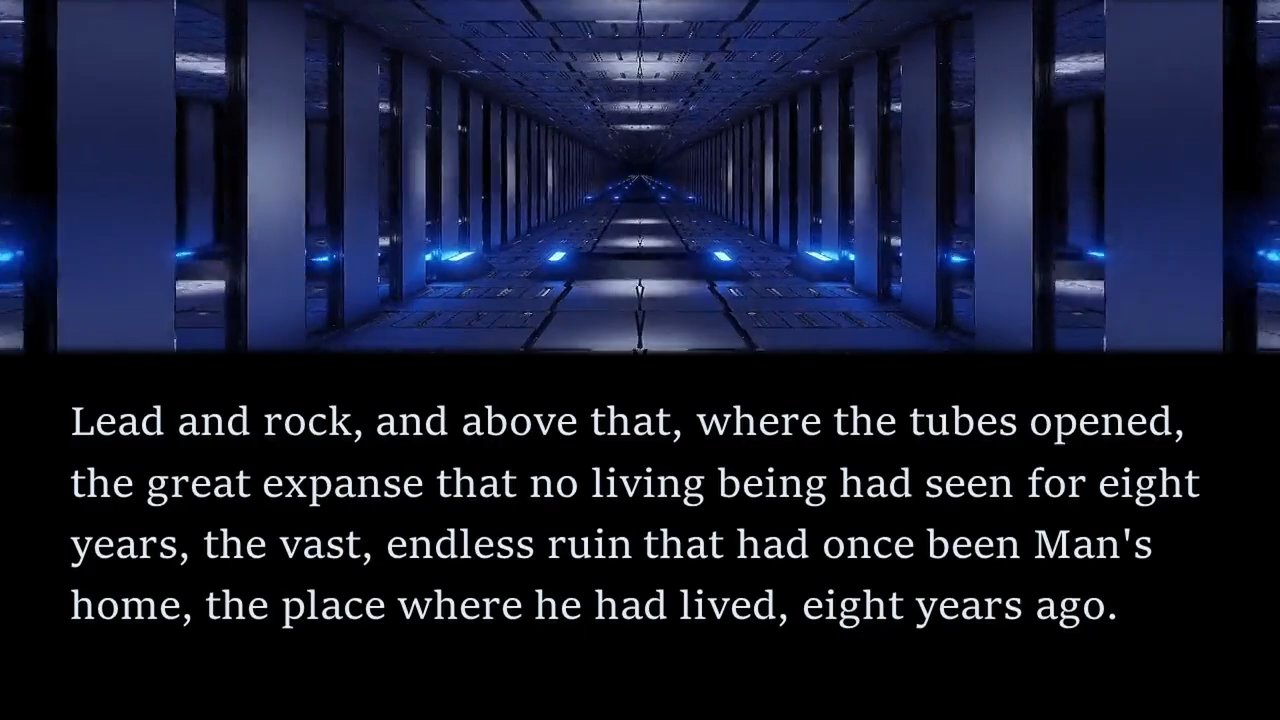 Lead and rock, and above that, where the tubes opened,
the great expanse that no living being had seen for eight
years, the vast, endless ruin that had once been Man's
home, the place where he had lived, eight years ago.